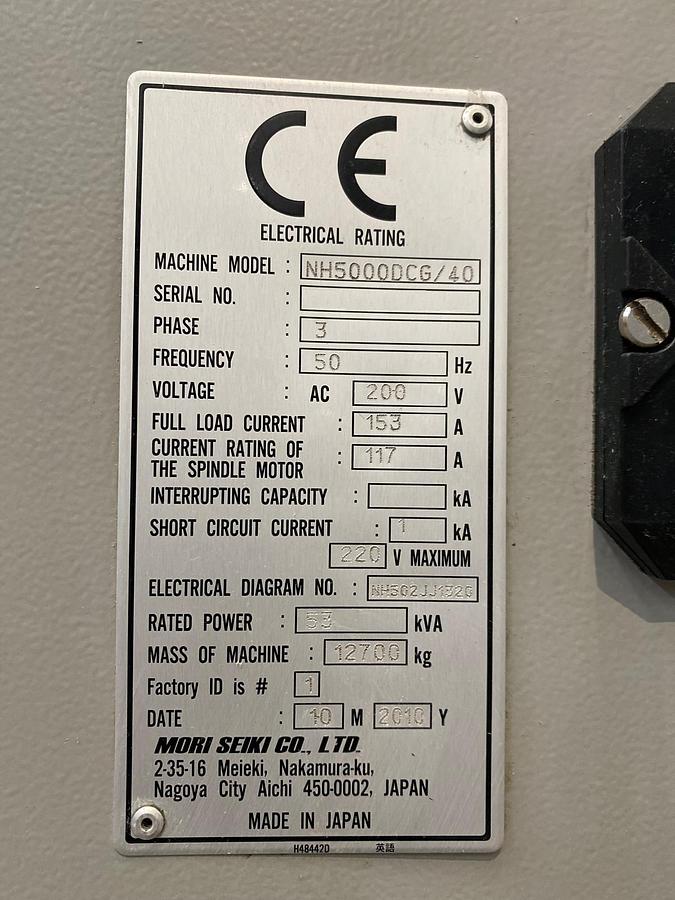 CE
ELECTRICAL RATING
MACHINE MODEL : NH5000DCG/40
SERIAL NO. :
PHASE : 3
FREQUENCY : 50 Hz
VOLTAGE : AC 200 V
FULL LOAD CURRENT : 153 A
CURRENT RATING OF
THE SPINDLE MOTOR : 117 A
INTERRUPTING CAPACITY : kA
SHORT CIRCUIT CURRENT : 1 kA
220 V MAXIMUM
ELECTRICAL DIAGRAM NO. : NH502JJ1320
RATED POWER : 53 kVA
MASS OF MACHINE : 12700 kg
Factory ID is # 1
DATE : 10 M 2010 Y
MORI SEIKI CO., LTD.
2-35-16 Meieki, Nakamura-ku,
Nagoya City Aichi 450-0002, JAPAN
MADE IN JAPAN
H48442D 英語